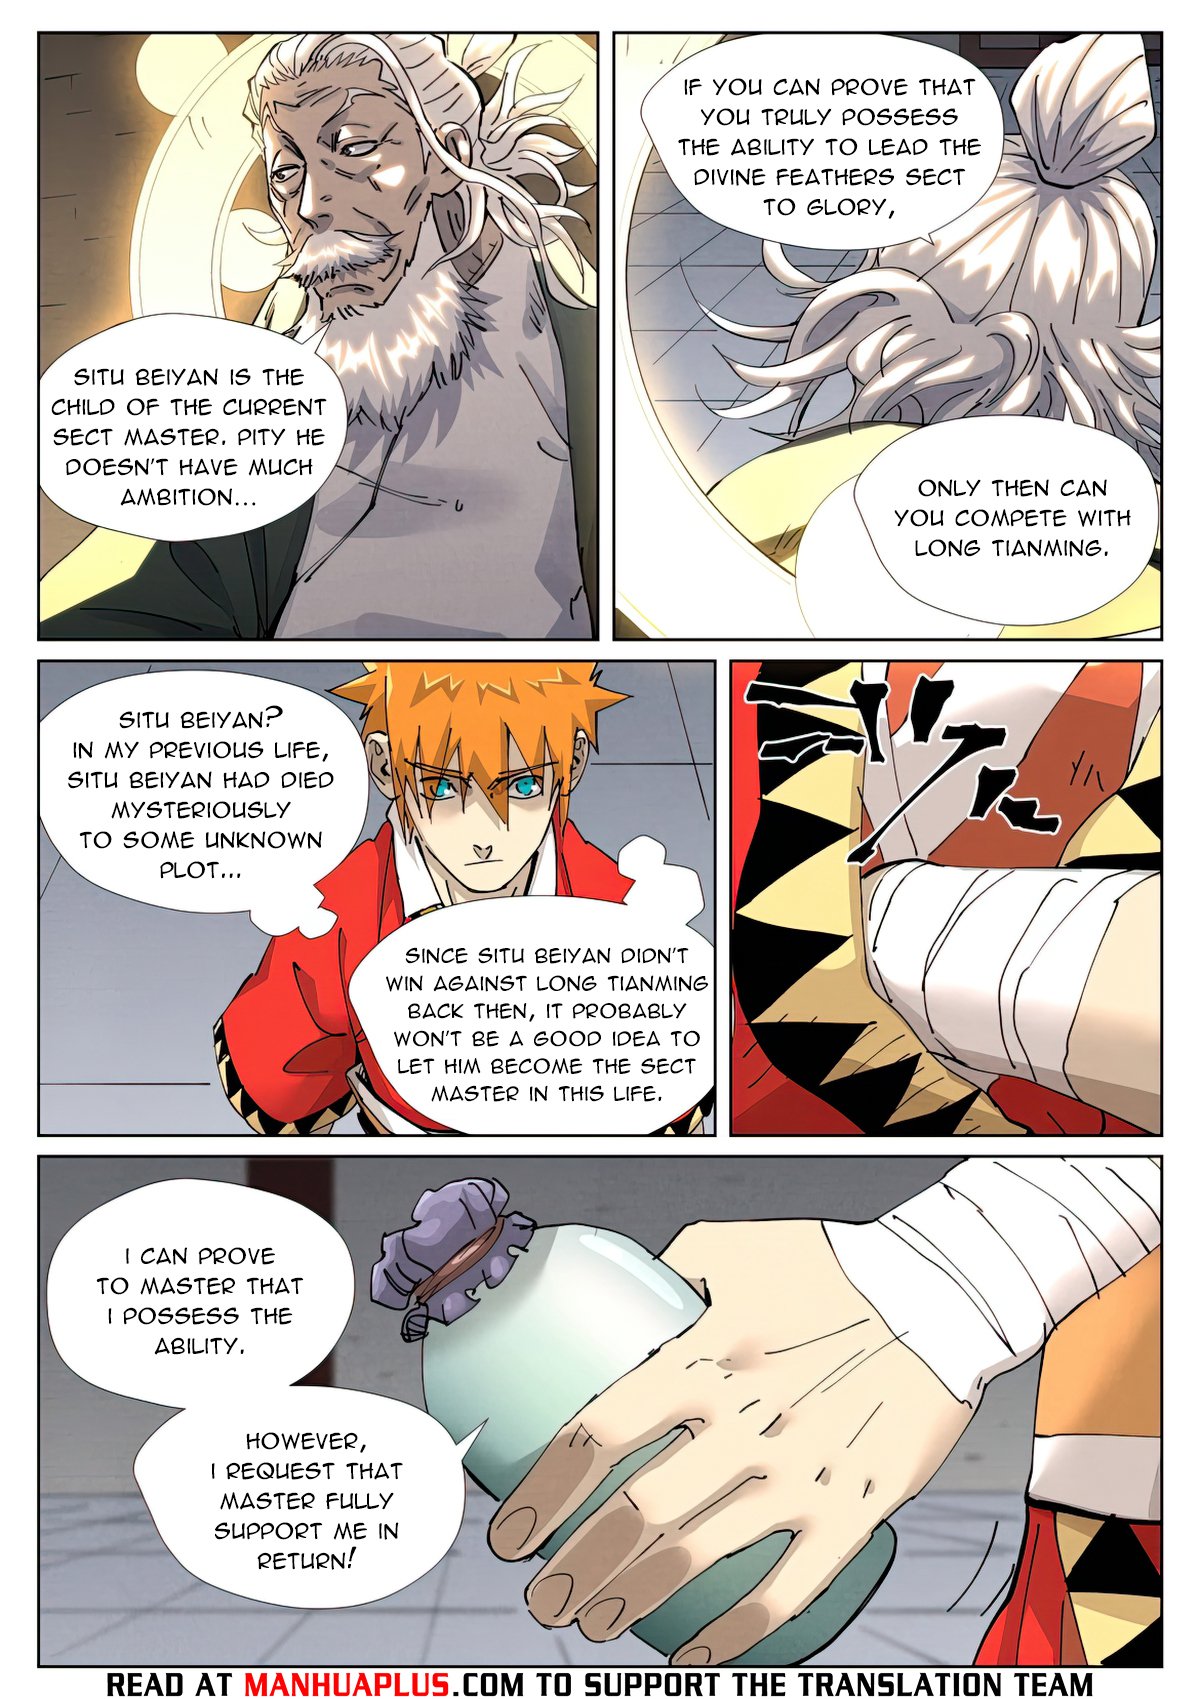 SITU BEIYAN IS THE
CHILD OF THE CURRENT
SECT MASTER. PITY HE
DOESN'T HAVE MUCH
AMBITION...
IF YOU CAN PROVE THAT
YOU TRULY POSSESS
THE ABILITY TO LEAD THE
DIVINE FEATHERS SECT
TO GLORY,
ONLY THEN CAN
YOU COMPETE WITH
LONG TIANMING.
SITU BEIYAN?
IN MY PREVIOUS LIFE,
SITU BEIYAN HAD DIED
MYSTERIOUSLY
TO SOME UNKNOWN
PLOT...
SINCE SITU BEIYAN DIDN'T
WIN AGAINST LONG TIANMING
BACK THEN, IT PROBABLY
WON'T BE A GOOD IDEA TO
LET HIM BECOME THE SECT
MASTER IN THIS LIFE.
I CAN PROVE
TO MASTER THAT
I POSSESS THE
ABILITY.
HOWEVER,
I REQUEST THAT
MASTER FULLY
SUPPORT ME IN
RETURN!
READ AT MANHUAPLUS.COM TO SUPPORT THE TRANSLATION TEAM